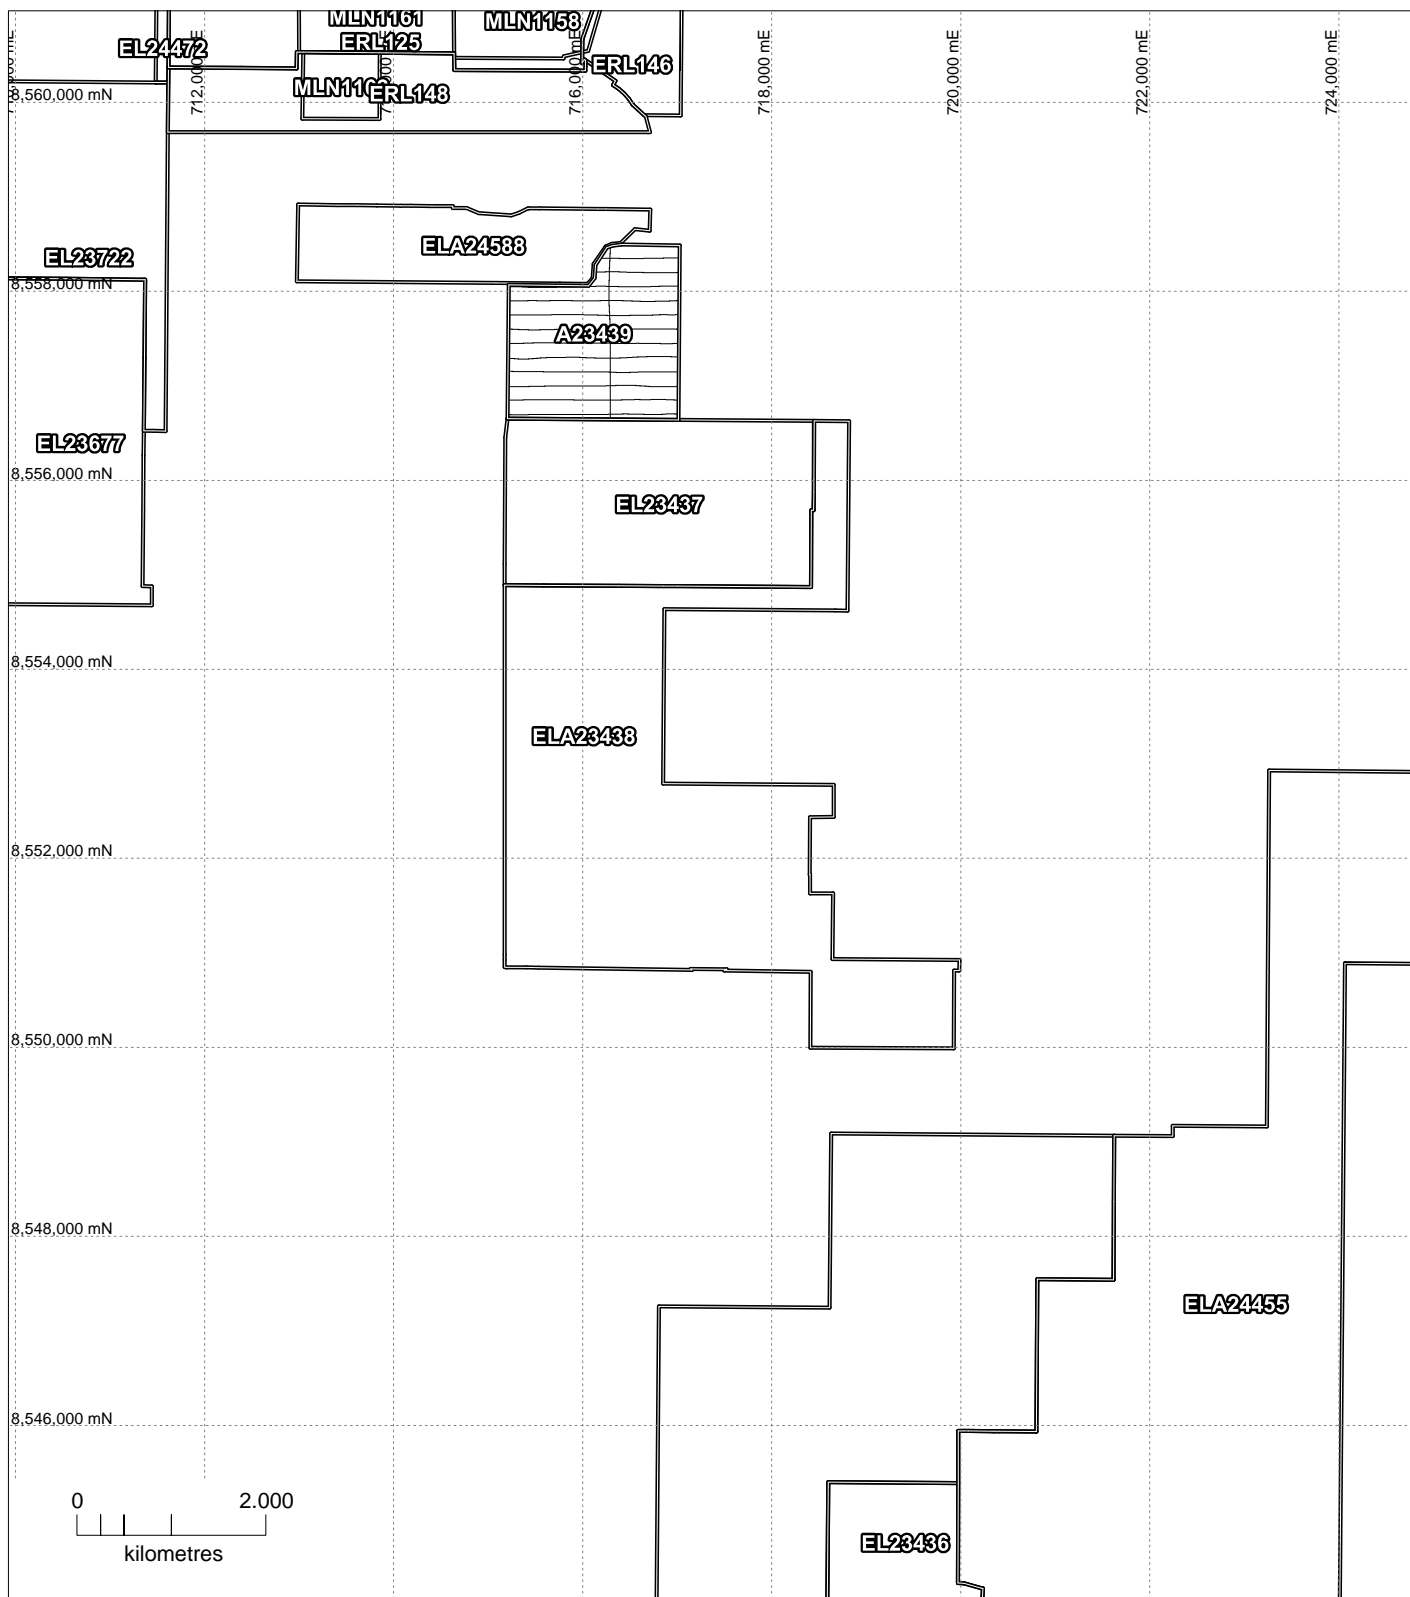 MLN1161
MLN1158
EL24472
ERL125
ERL146
ERL148
712,000 mE
716,000 mE
718,000 mE
720,000 mE
722,000 mE
724,000 mE
8,560,000 mN
ELA24588
EL23722
8,558,000 mN
A23439
EL23677
8,556,000 mN
EL23437
8,554,000 mN
ELA23438
8,552,000 mN
8,550,000 mN
8,548,000 mN
ELA24455
8,546,000 mN
0 2.000
kilometres
EL23436